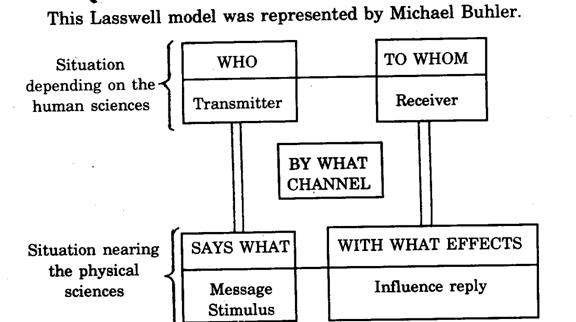 This Lasswell model was represented by Michael Buhler.
Situation
depending on the
human sciences
WHO
Transmitter
TO WHOM
Receiver
BY WHAT
CHANNEL
Situation nearing
the physical
sciences
SAYS WHAT
Message
Stimulus
WITH WHAT EFFECTS
Influence reply